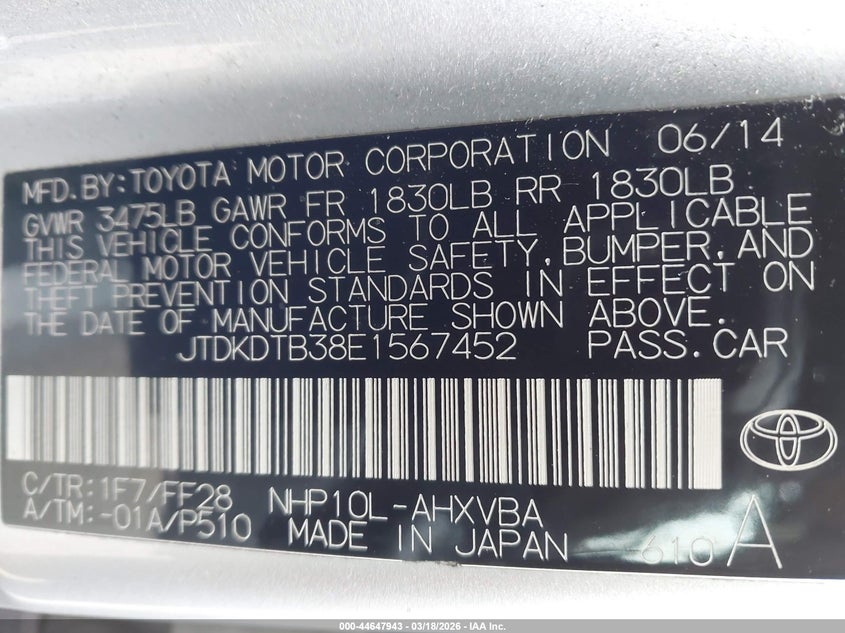 MFD.BY:TOYOTA MOTOR CORPORATION 06/14
GVWR 3475LB GAWR FR 1830LB RR 1830LB
THIS VEHICLE CONFORMS TO ALL APPLICABLE
FEDERAL MOTOR VEHICLE SAFETY,BUMPER,AND
THEFT PREVENTION STANDARDS IN EFFECT ON
THE DATE OF MANUFACTURE SHOWN ABOVE.
JTDKDTB38E1567452 PASS.CAR
C/TR:1F7/FF28 NHP10L-AHXVBA
A/TM:-01A/P510 MADE IN JAPAN -610 A
000-44647943 - 03/18/2026 - IAA Inc.